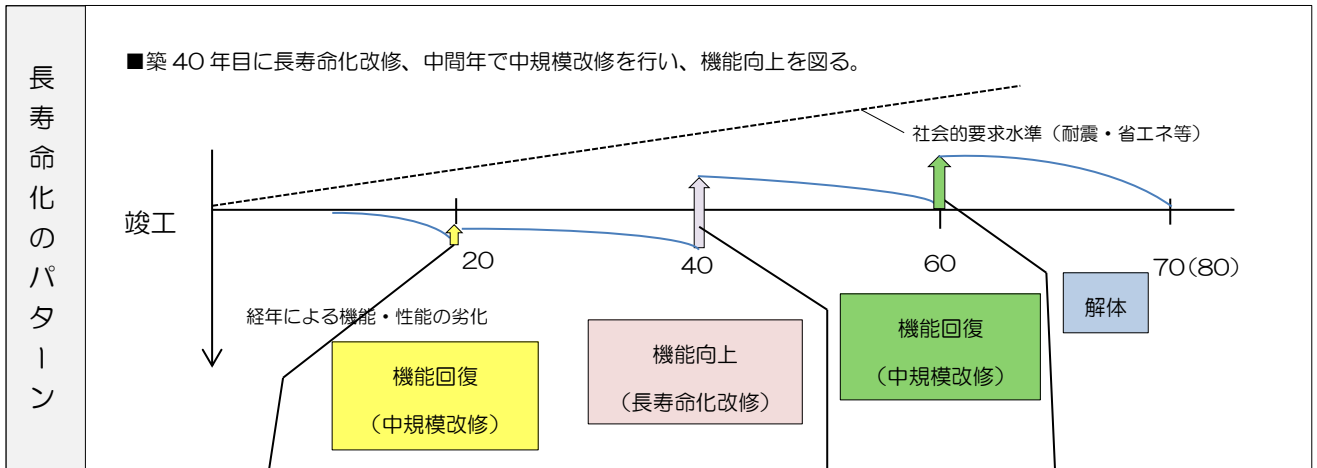 長寿命化のパターン
■築 40 年目に長寿命化改修、中間年で中規模改修を行い、機能向上を図る。
社会的要求水準（耐震・省エネ等）
竣工
20
40
60
70(80)
経年による機能・性能の劣化
機能回復
（中規模改修）
機能向上
（長寿命化改修）
機能回復
（中規模改修）
解体